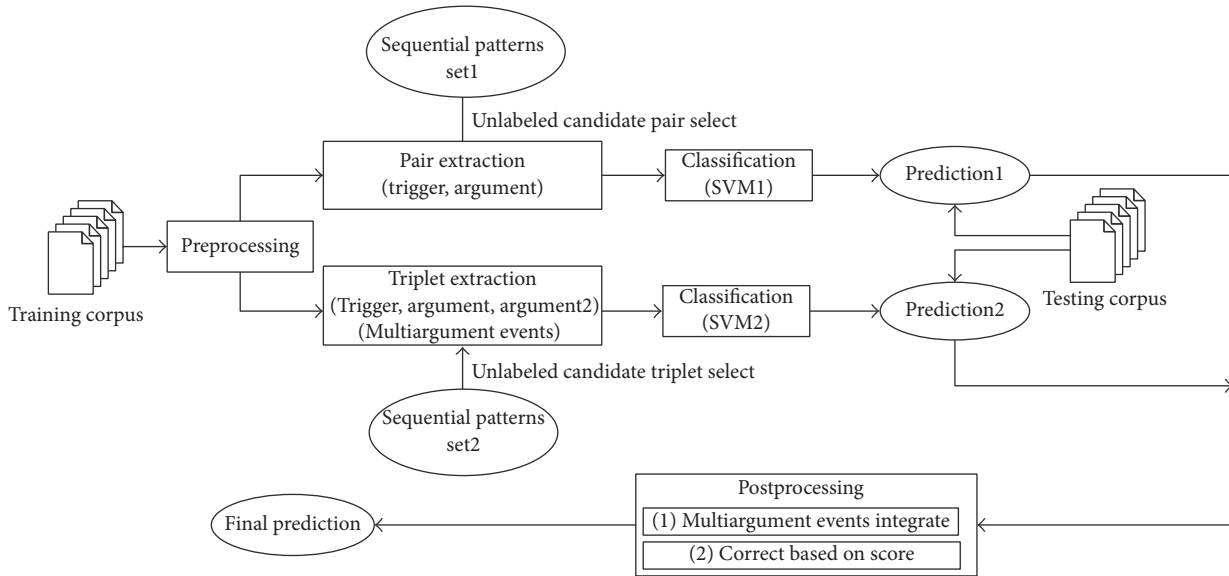 Sequential patterns
set1
Unlabeled candidate pair select
Pair extraction
(trigger, argument)
Classification
(SVM1)
Prediction1
Training corpus
Preprocessing
Triplet extraction
(Trigger, argument, argument2)
(Multiargument events)
Classification
(SVM2)
Prediction2
Testing corpus
Unlabeled candidate triplet select
Sequential patterns
set2
Postprocessing
(1) Multiargument events integrate
(2) Correct based on score
Final prediction